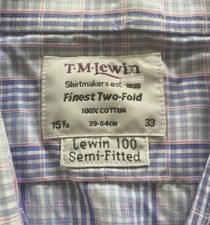 T·M·Lewin
Shirtmakers est.
Finest Two-Fold
100% COTTON
15½ 39-84cm 33
Lewin 100
Semi-Fitted